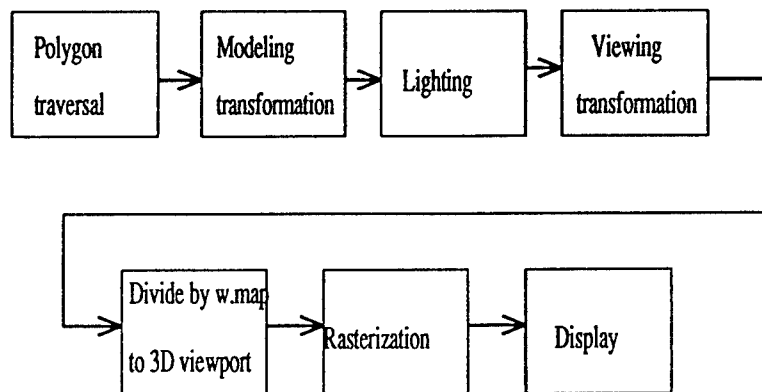 Polygon
traversal
Modeling
transformation
Lighting
Viewing
transformation
Divide by w.map
to 3D viewport
Rasterization
Display